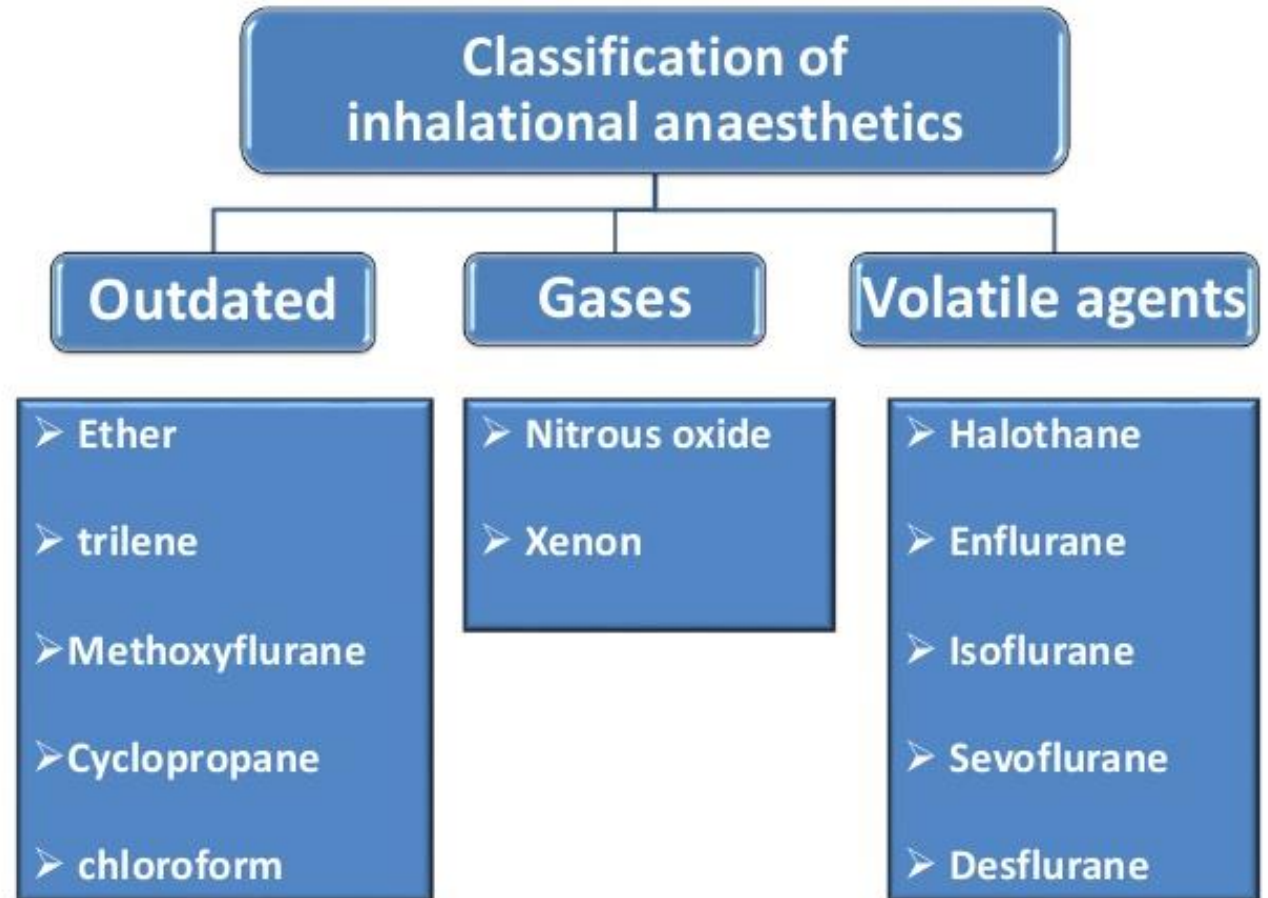 Classification of
inhalational anaesthetics
Outdated
Gases
Volatile agents
➢ Ether
➢ trilene
➢Methoxyflurane
➢Cyclopropane
➢ chloroform
➢ Nitrous oxide
➢ Xenon
➢ Halothane
➢ Enflurane
➢ Isoflurane
➢ Sevoflurane
➢ Desflurane